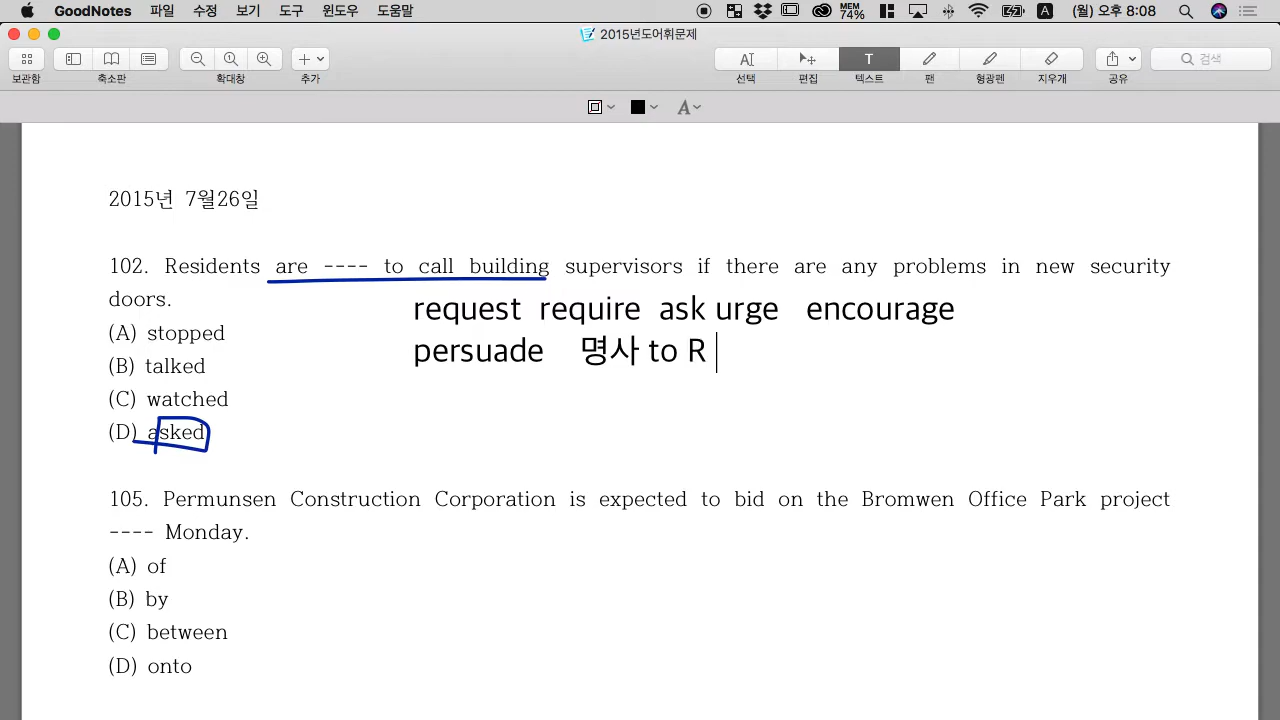 GoodNotes 파일 수정 보기 도구 윈도우 도움말 MEM 74% A (월) 오후 8:08
2015년도어휘문제
보관함 축소판 확대창 추가 선택 편집 T 텍스트 펜 형광펜 지우개 공유 검색
2015년 7월26일
102. Residents are ---- to call building supervisors if there are any problems in new security
doors.
request require ask urge encourage
(A) stopped
persuade 명사 to R
(B) talked
(C) watched
(D) asked
105. Permunsen Construction Corporation is expected to bid on the Bromwen Office Park project
---- Monday.
(A) of
(B) by
(C) between
(D) onto